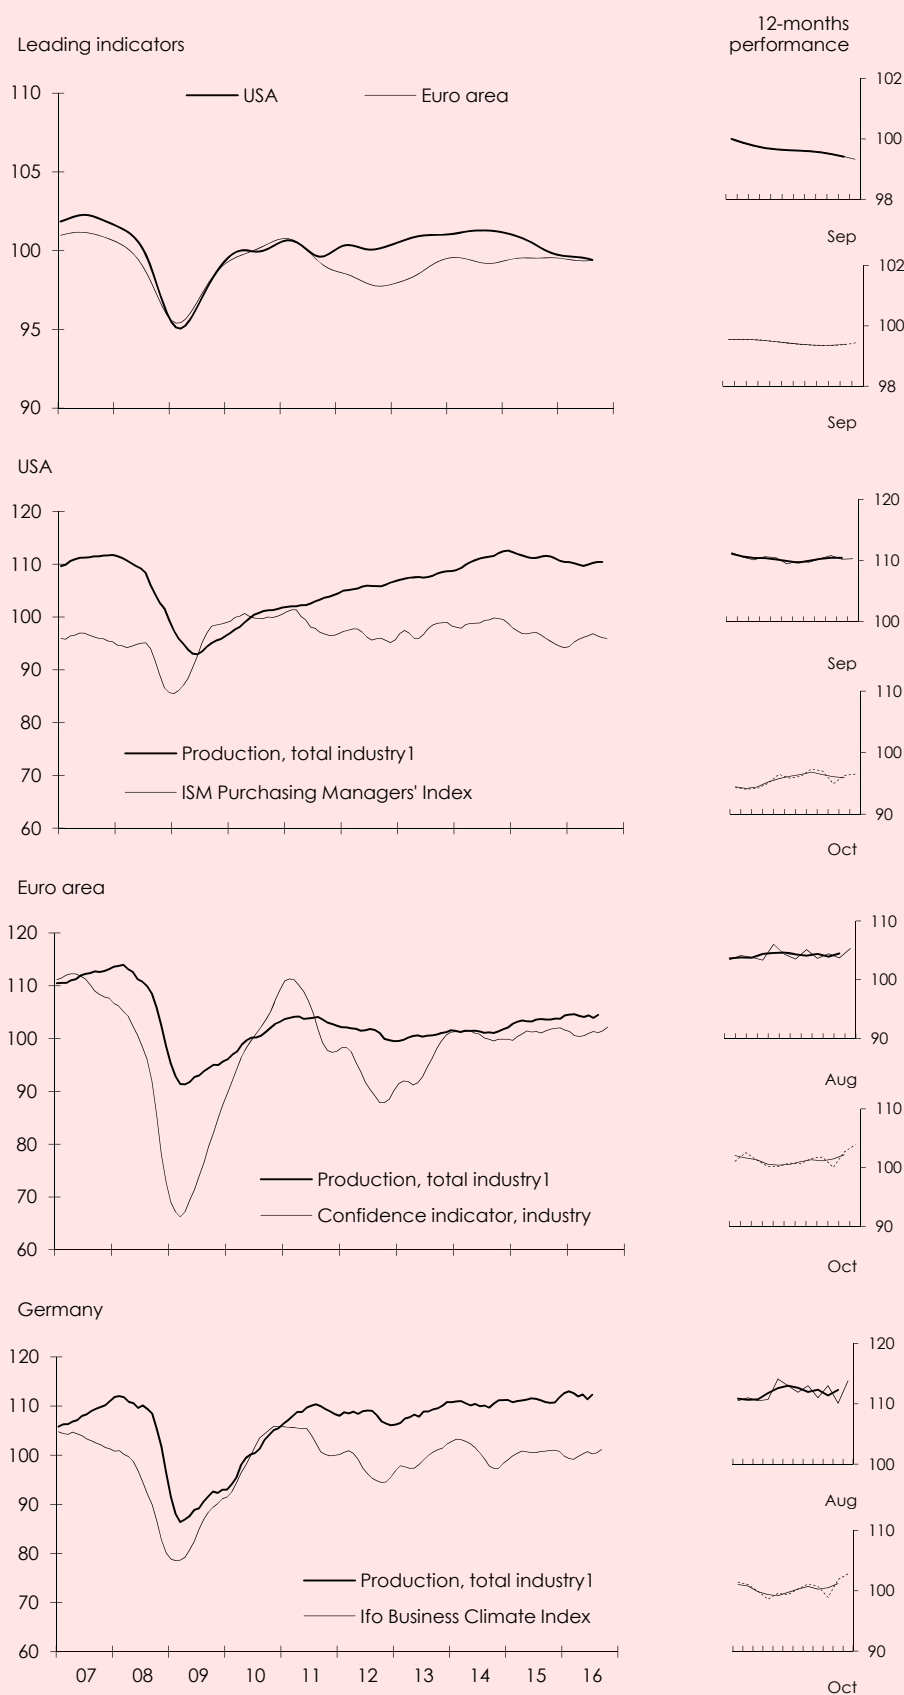 Leading indicators
12-months
performance
110
105
100
95
90
USA
Euro area
102
100
98
Sep
102
100
98
Sep
USA
120
110
100
90
80
70
60
Production, total industry1
ISM Purchasing Managers' Index
120
110
100
Sep
110
100
90
Oct
Euro area
120
110
100
90
80
70
60
Production, total industry1
Confidence indicator, industry
110
100
90
Aug
110
100
90
Oct
Germany
120
110
100
90
80
70
60
Production, total industry1
Ifo Business Climate Index
07 08 09 10 11 12 13 14 15 16
120
110
100
Aug
110
100
90
Oct